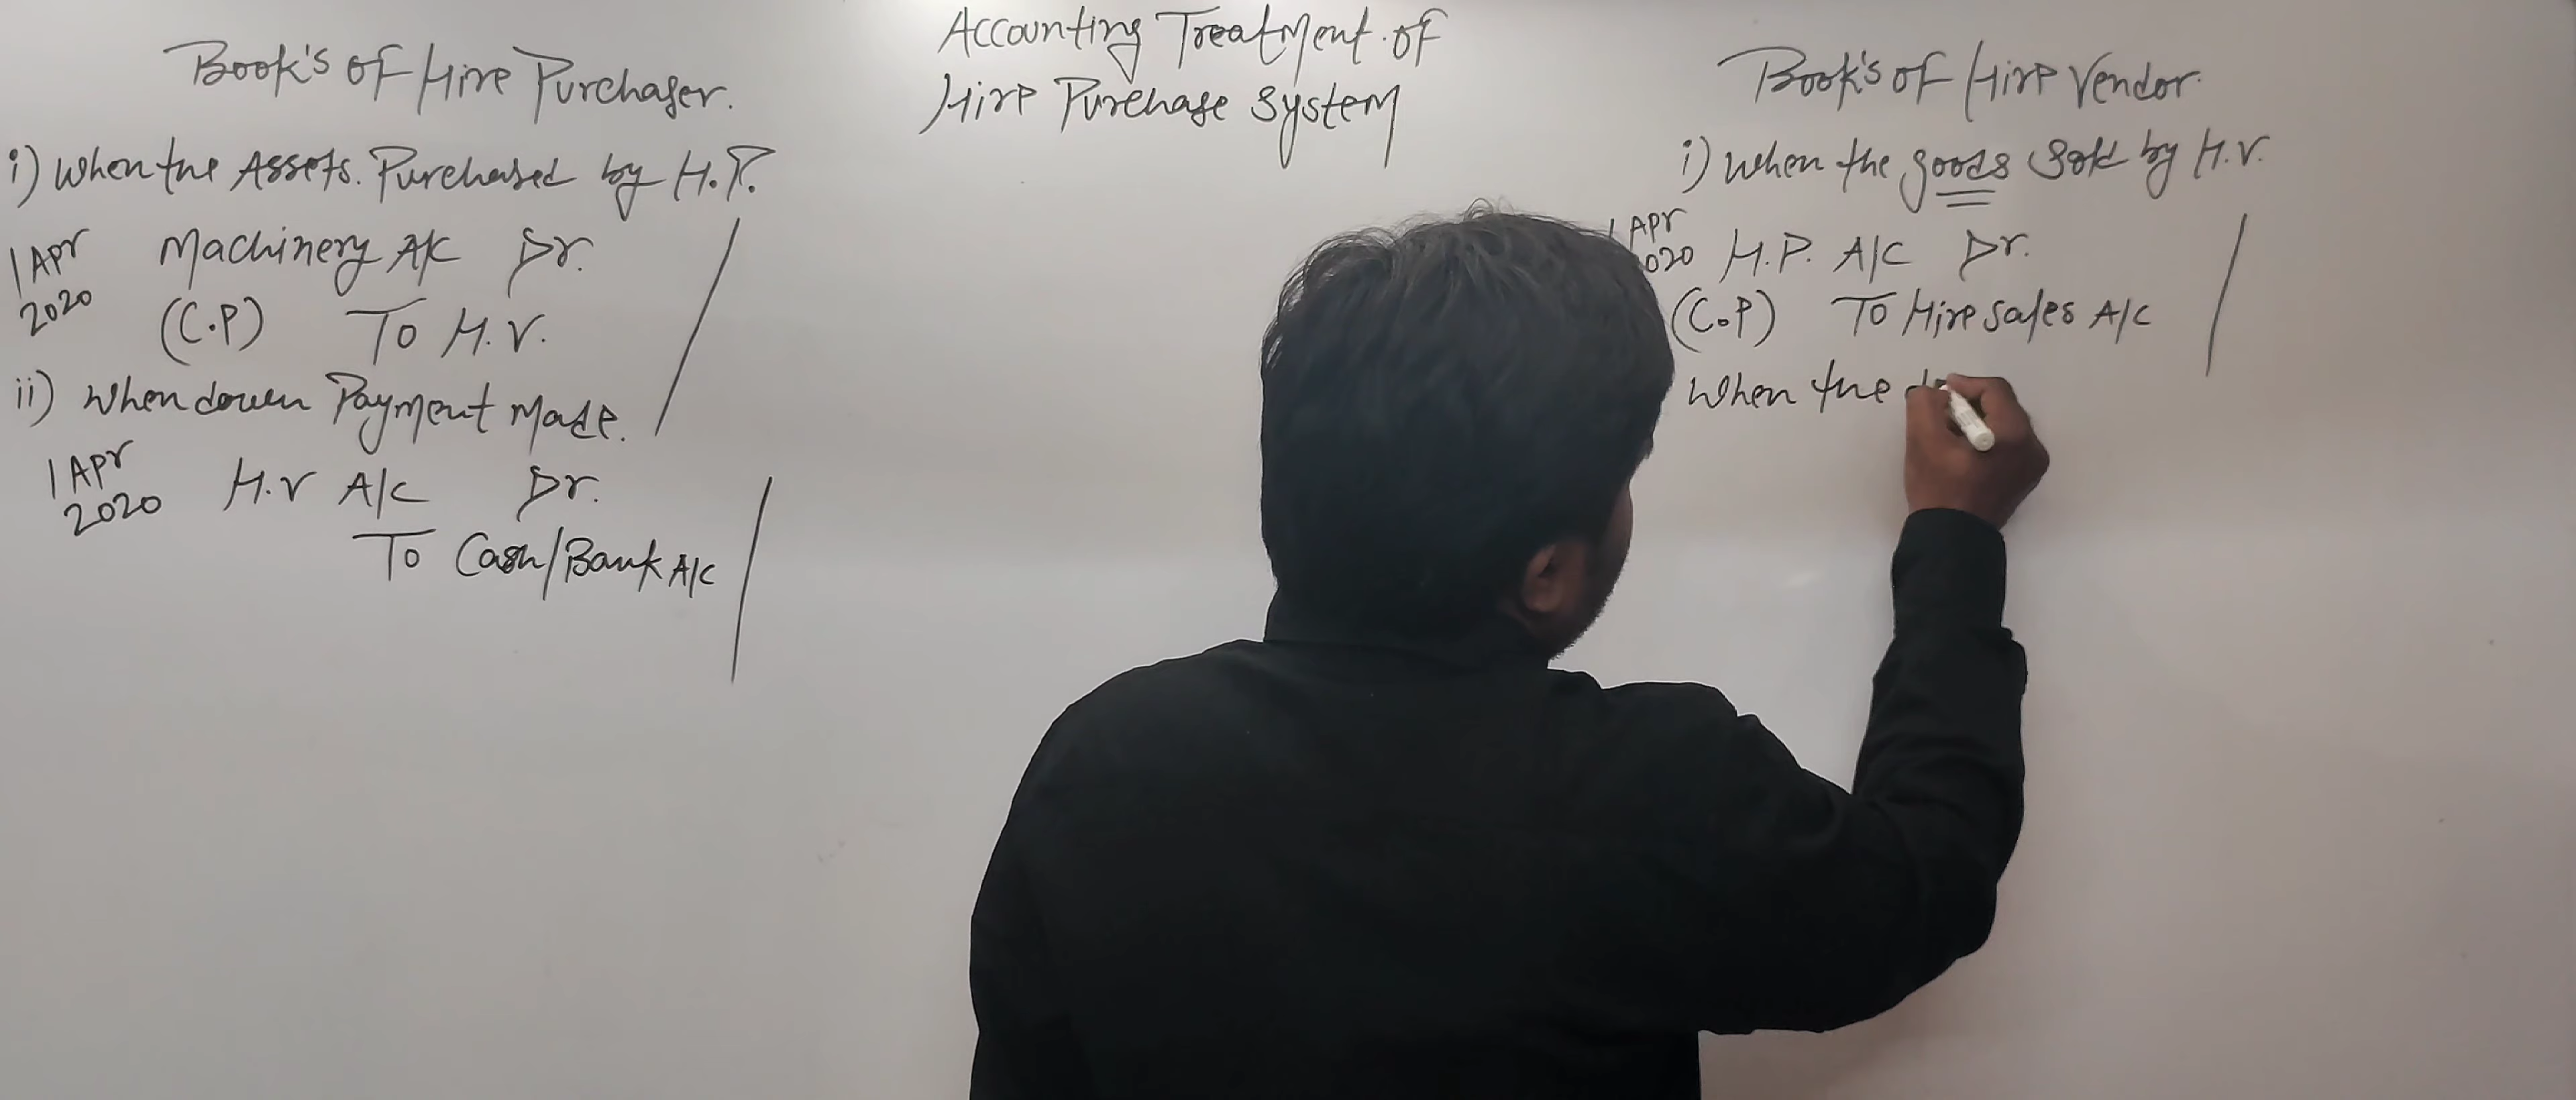 Accounting Treatment of
Hire Purchase System
Book's of Hire Purchaser.
i) When the Assets. Purchased by H.P.
1 Apr
2020
Machinery A/c Dr.
(C.P) To H.V.
ii) When down Payment Made.
1 Apr
2020
H.V A/c Dr.
To Cash/Bank A/c
Book's of Hire Vendor.
i) When the goods Sold by H.V.
1 Apr
2020
H.P. A/c Dr.
(C.P) To Hire sales A/c
When the